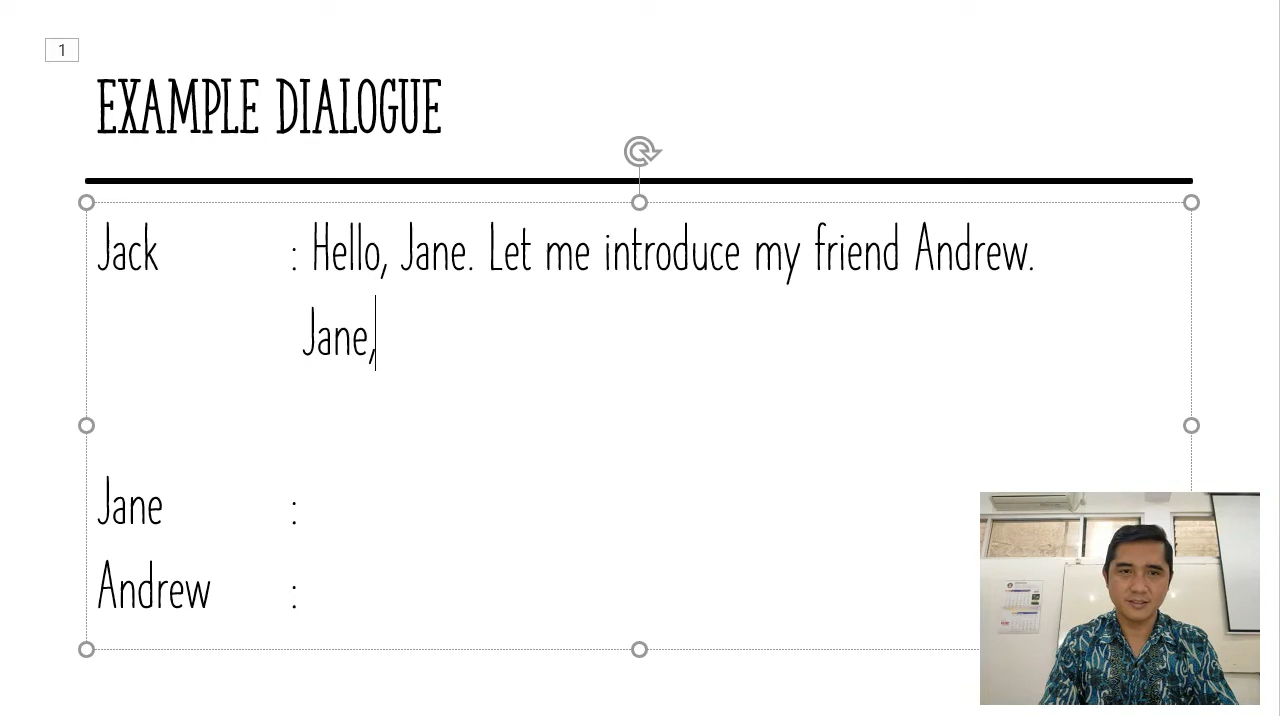 1
EXAMPLE DIALOGUE
Jack : Hello, Jane. Let me introduce my friend Andrew.
Jane,
Jane :
Andrew :